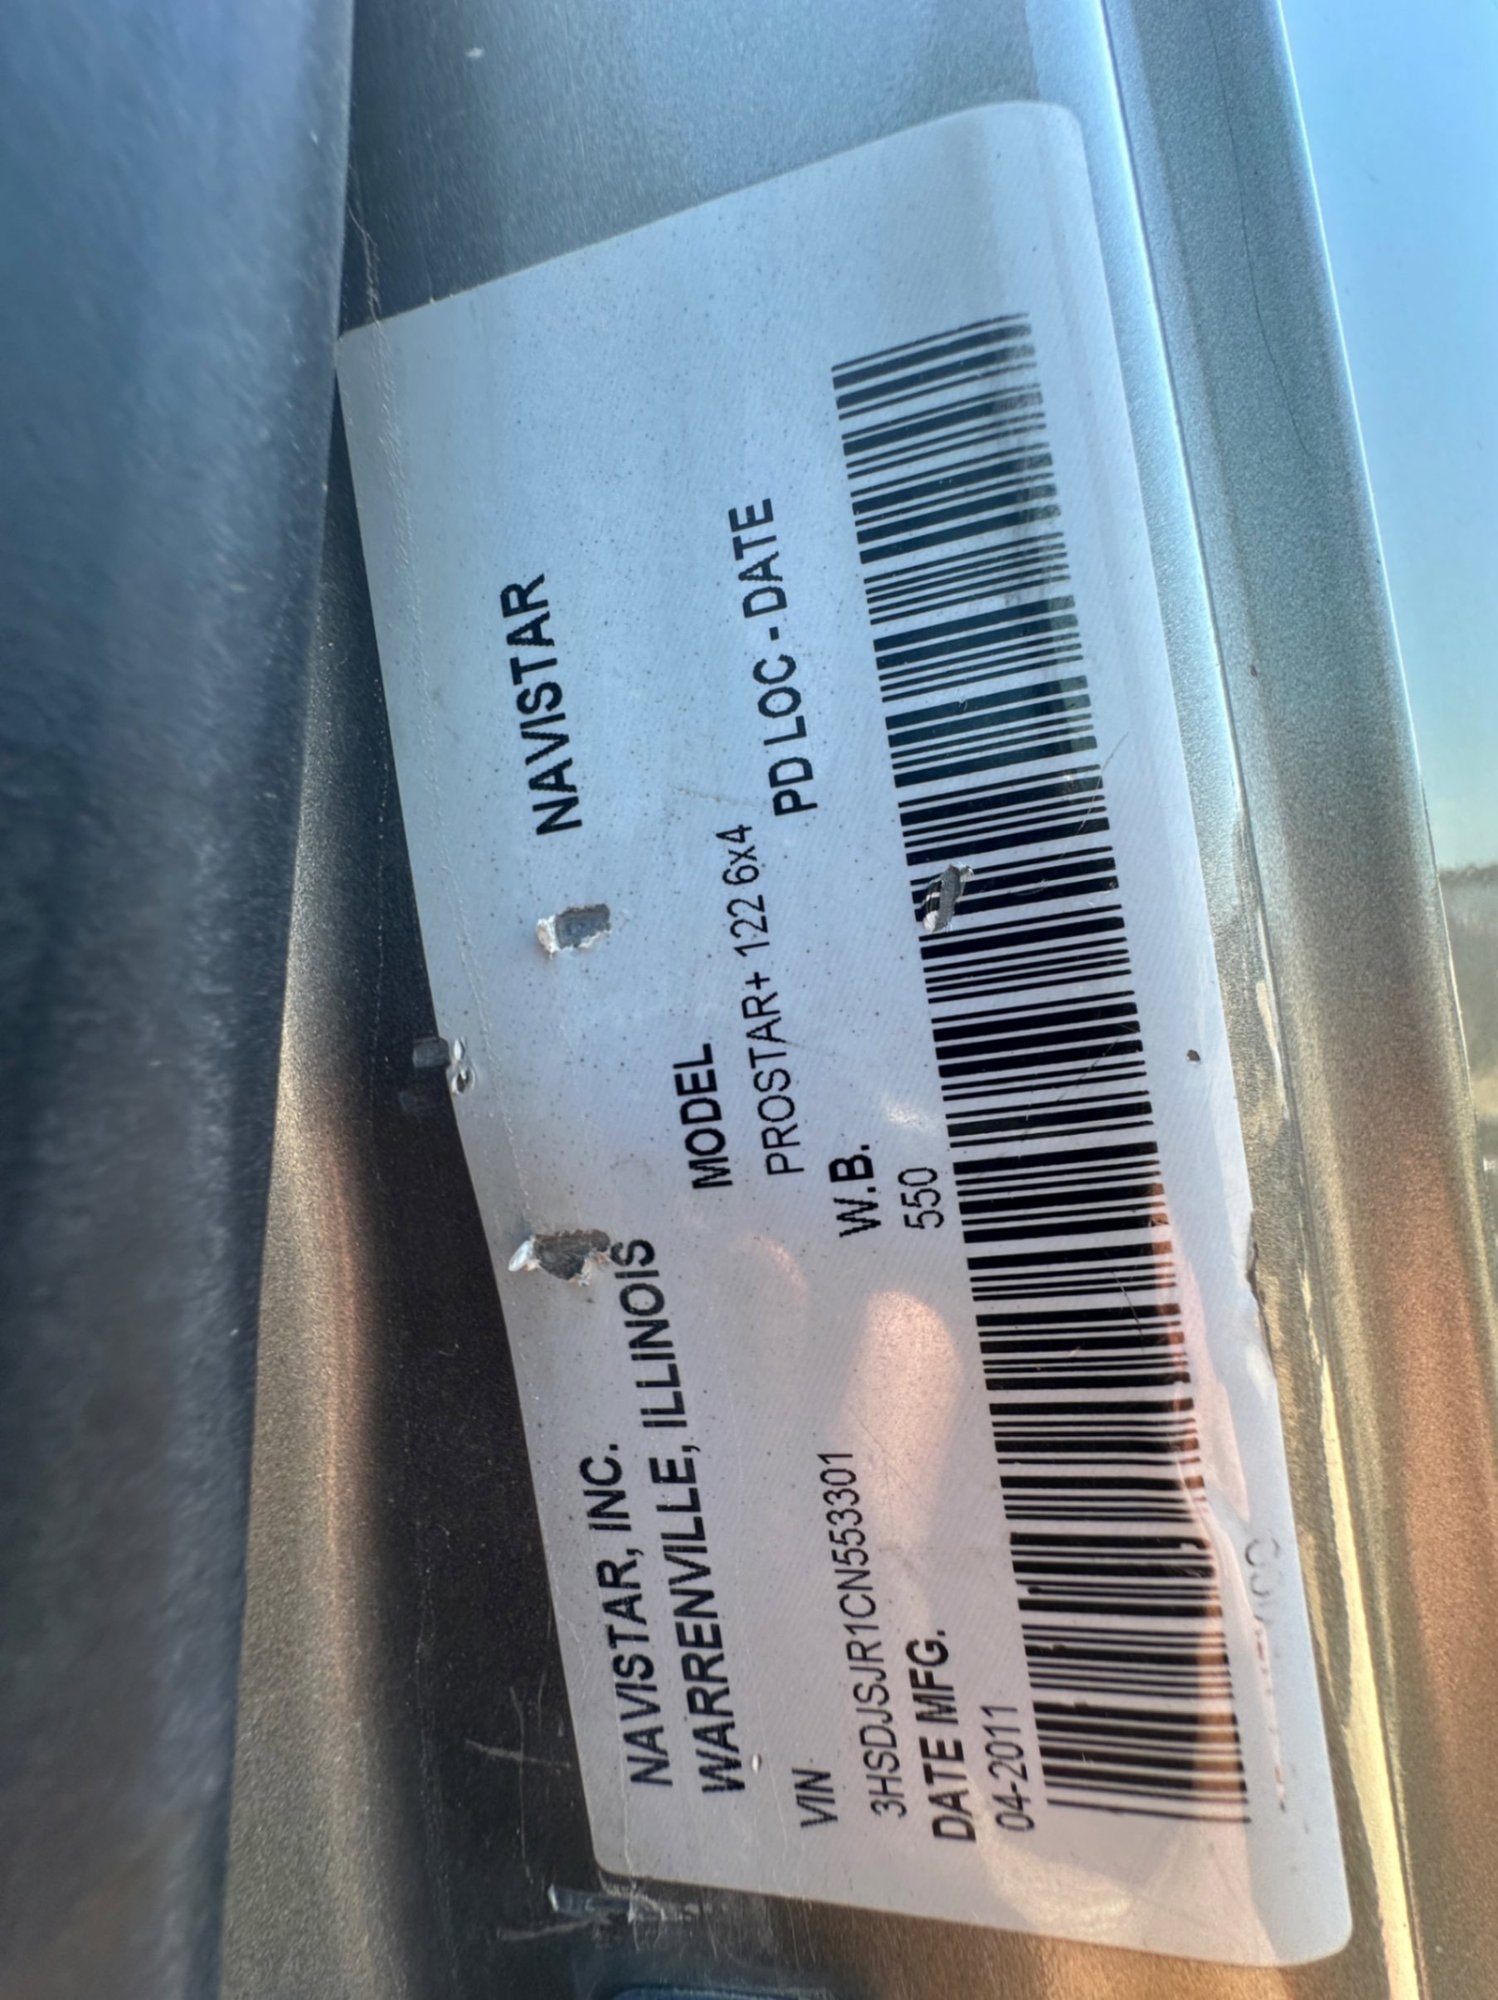 NAVISTAR, INC.
WARRENVILLE, ILLINOIS
NAVISTAR
MODEL
PROSTAR+ 122 6x4
VIN
3HSDJSJR1CN553301
W.B.
550
PD LOC - DATE
DATE MFG.
04-2011